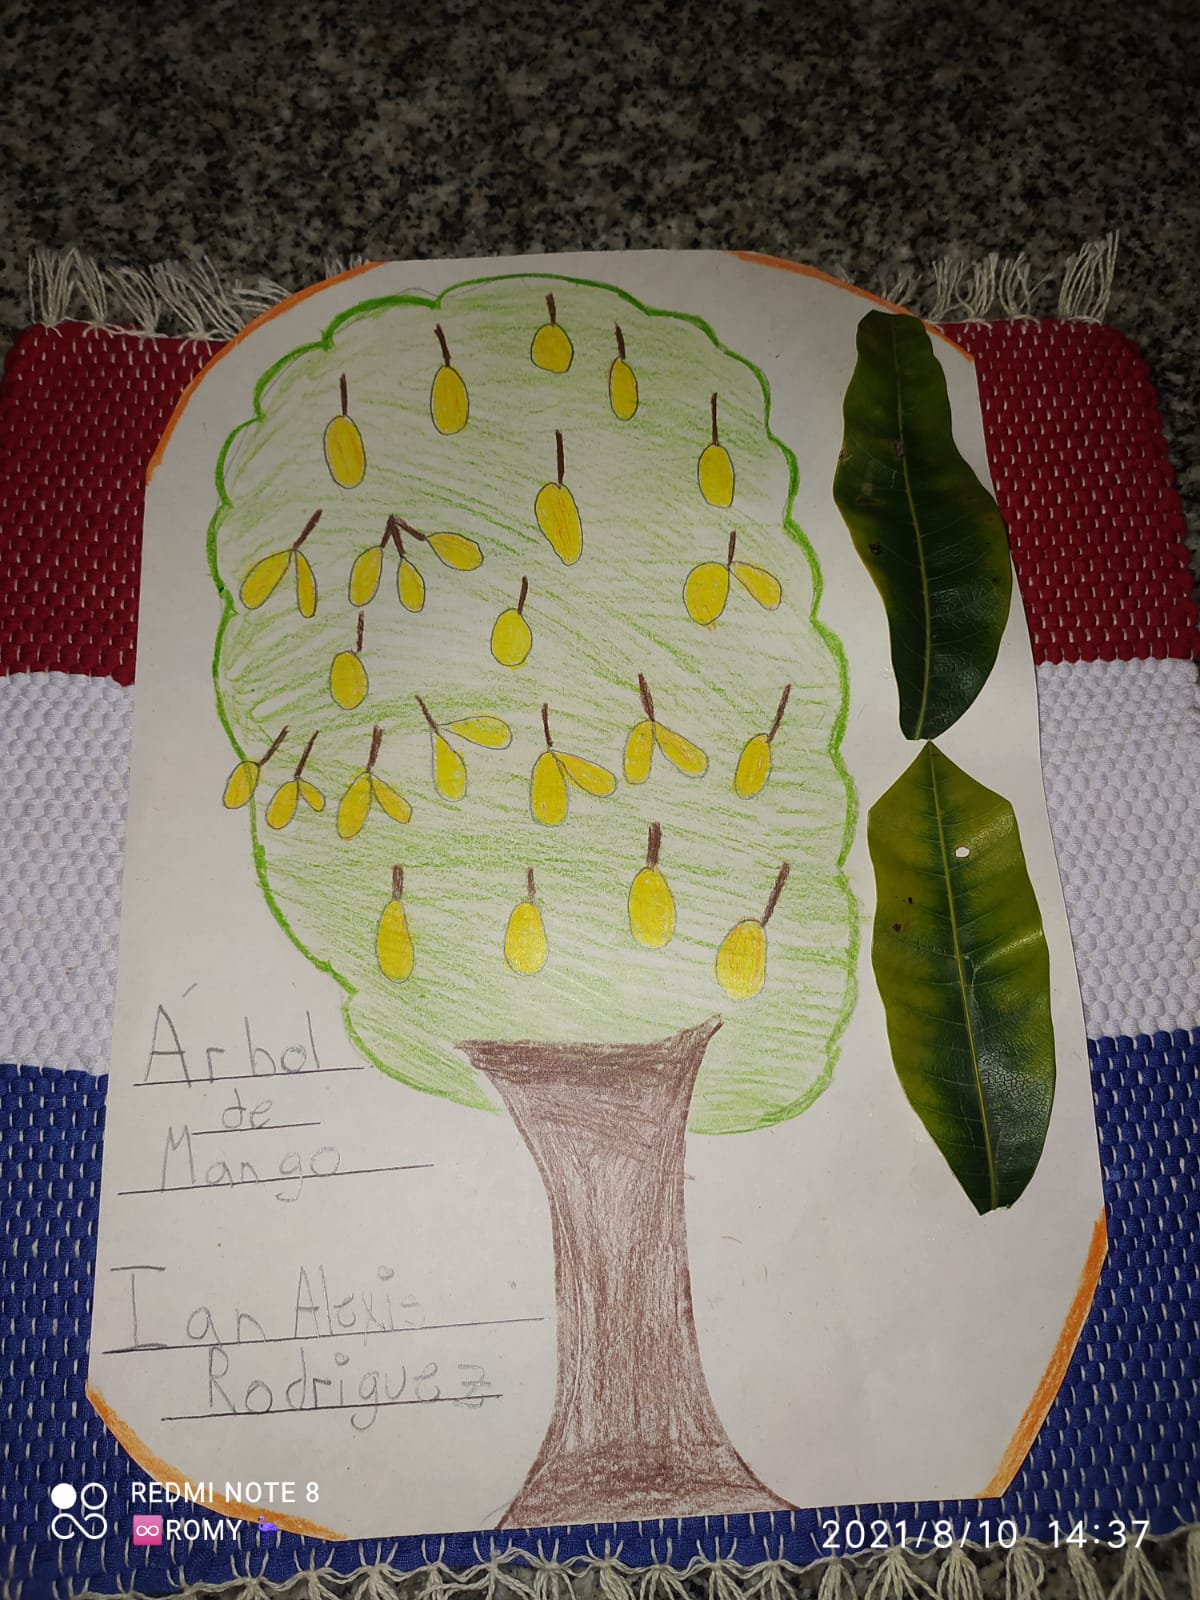 Árbol
de
Mango
Ian Alexis
Rodriguez
REDMI NOTE 8
♾ROMY 🦢
2021/8/10 14:37